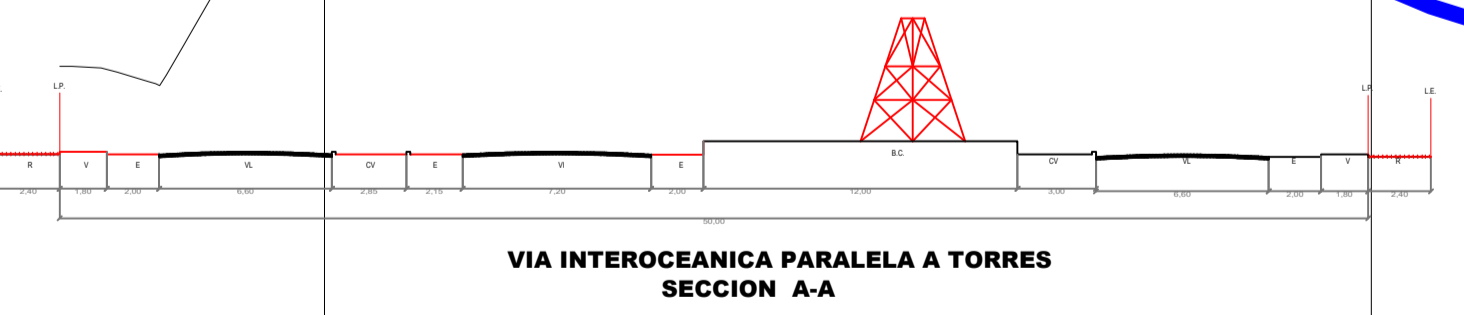 L.P.
L.P.
L.E.
R V E VL CV E VI E B.C. CV VL E V R
2,40 1,80 2,00 6,60 2,85 2,15 7,20 2,00 12,00 3,00 6,60 2,00 1,80 2,40
50,00
VIA INTEROCEANICA PARALELA A TORRES
SECCION A-A